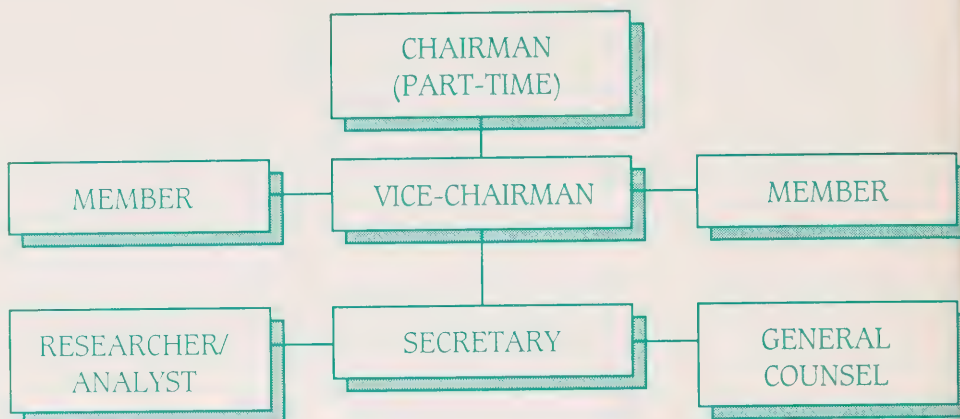 CHAIRMAN
(PART-TIME)
MEMBER
VICE-CHAIRMAN
MEMBER
RESEARCHER/
ANALYST
SECRETARY
GENERAL
COUNSEL